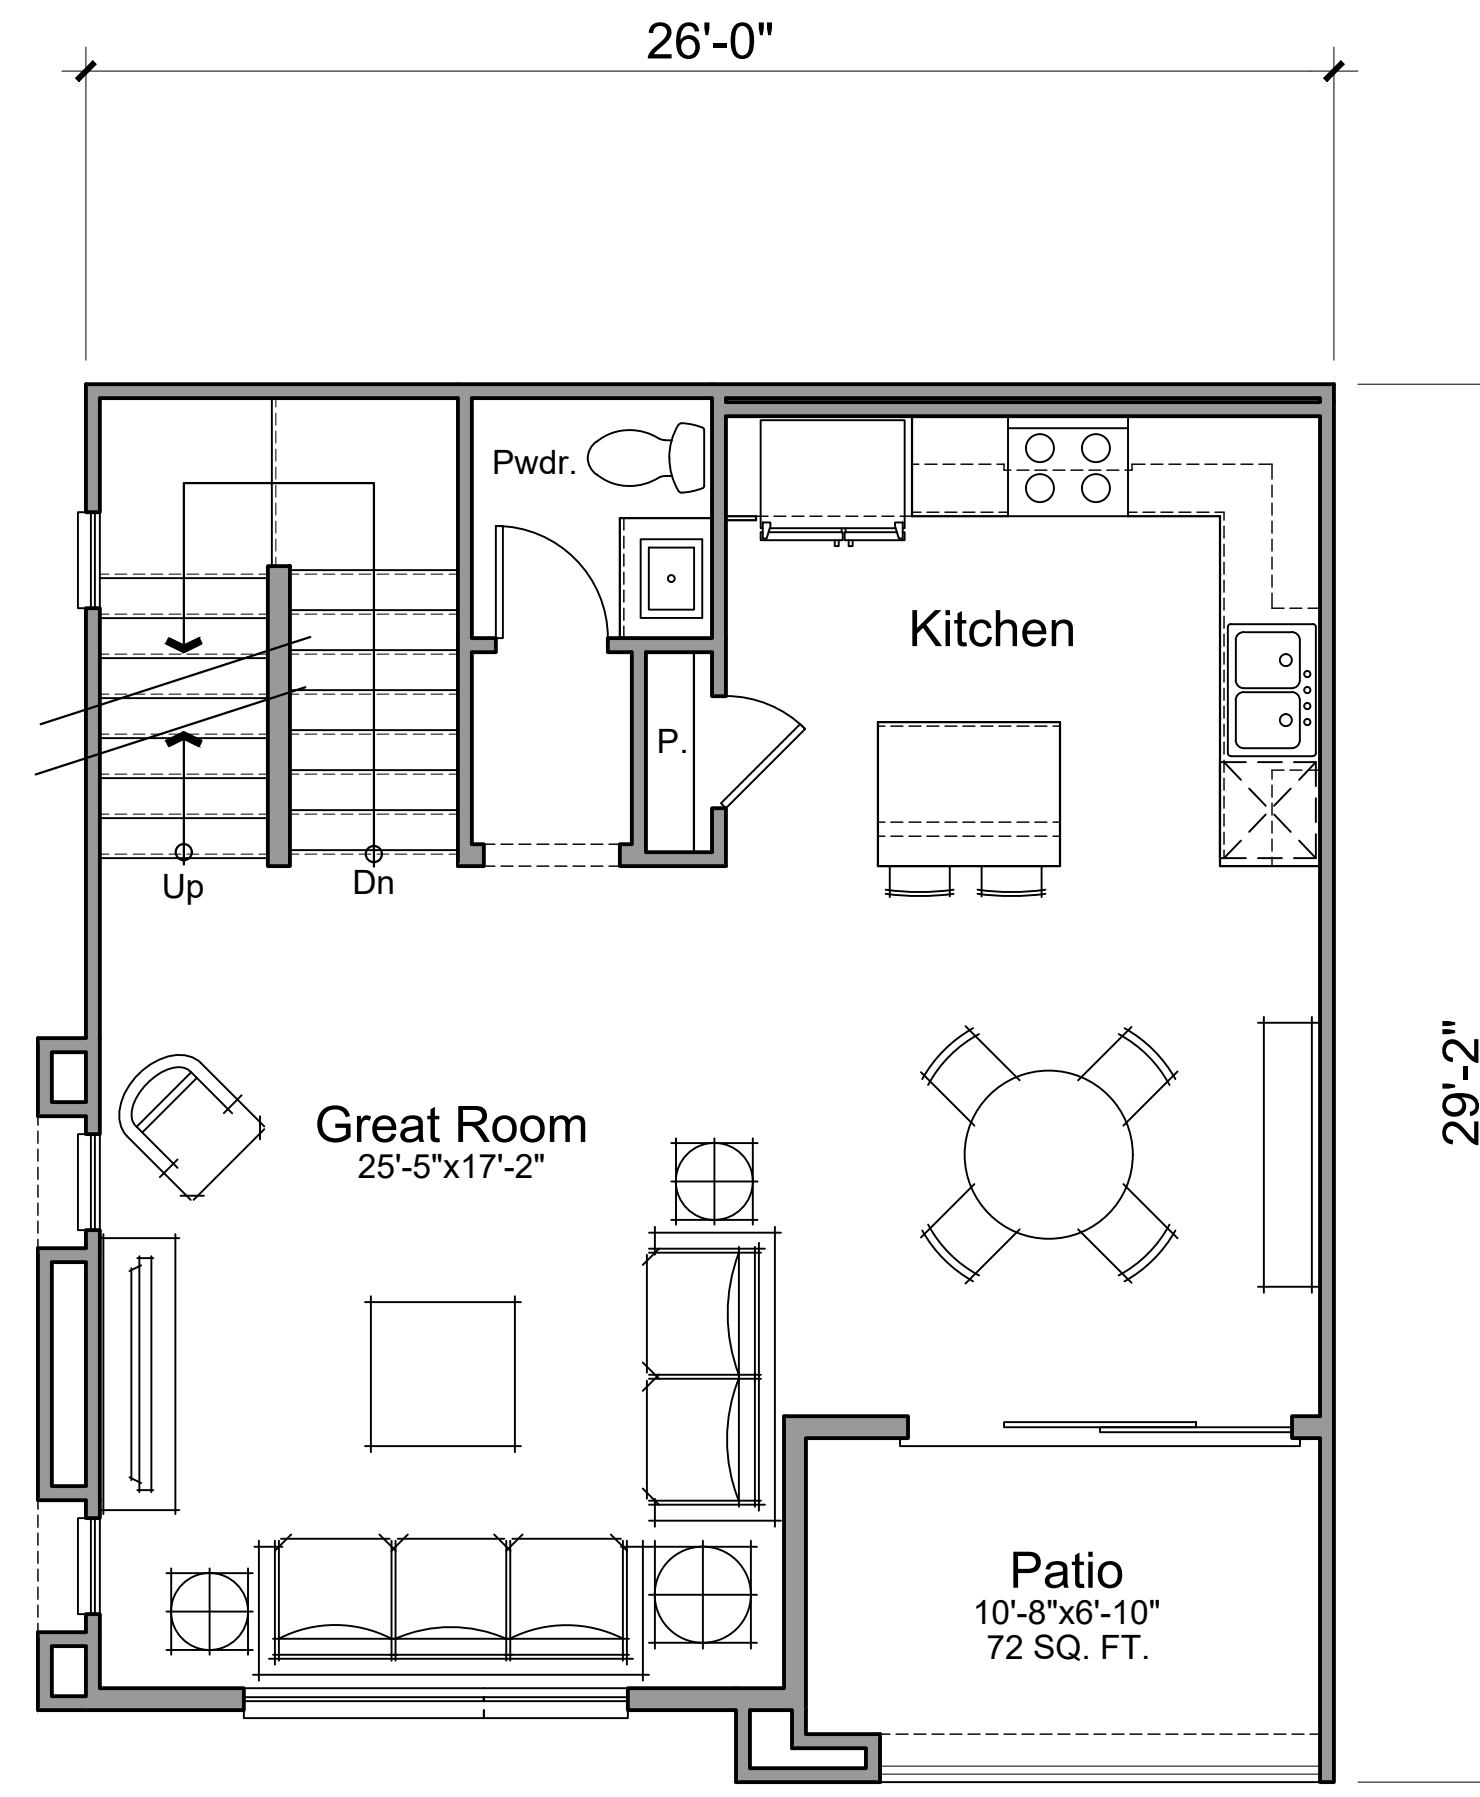 26'-0"
Pwdr.
Kitchen
P.
Up
Dn
29'-2"
Great Room
25'-5"x17'-2"
Patio
10'-8"x6'-10"
72 SQ. FT.